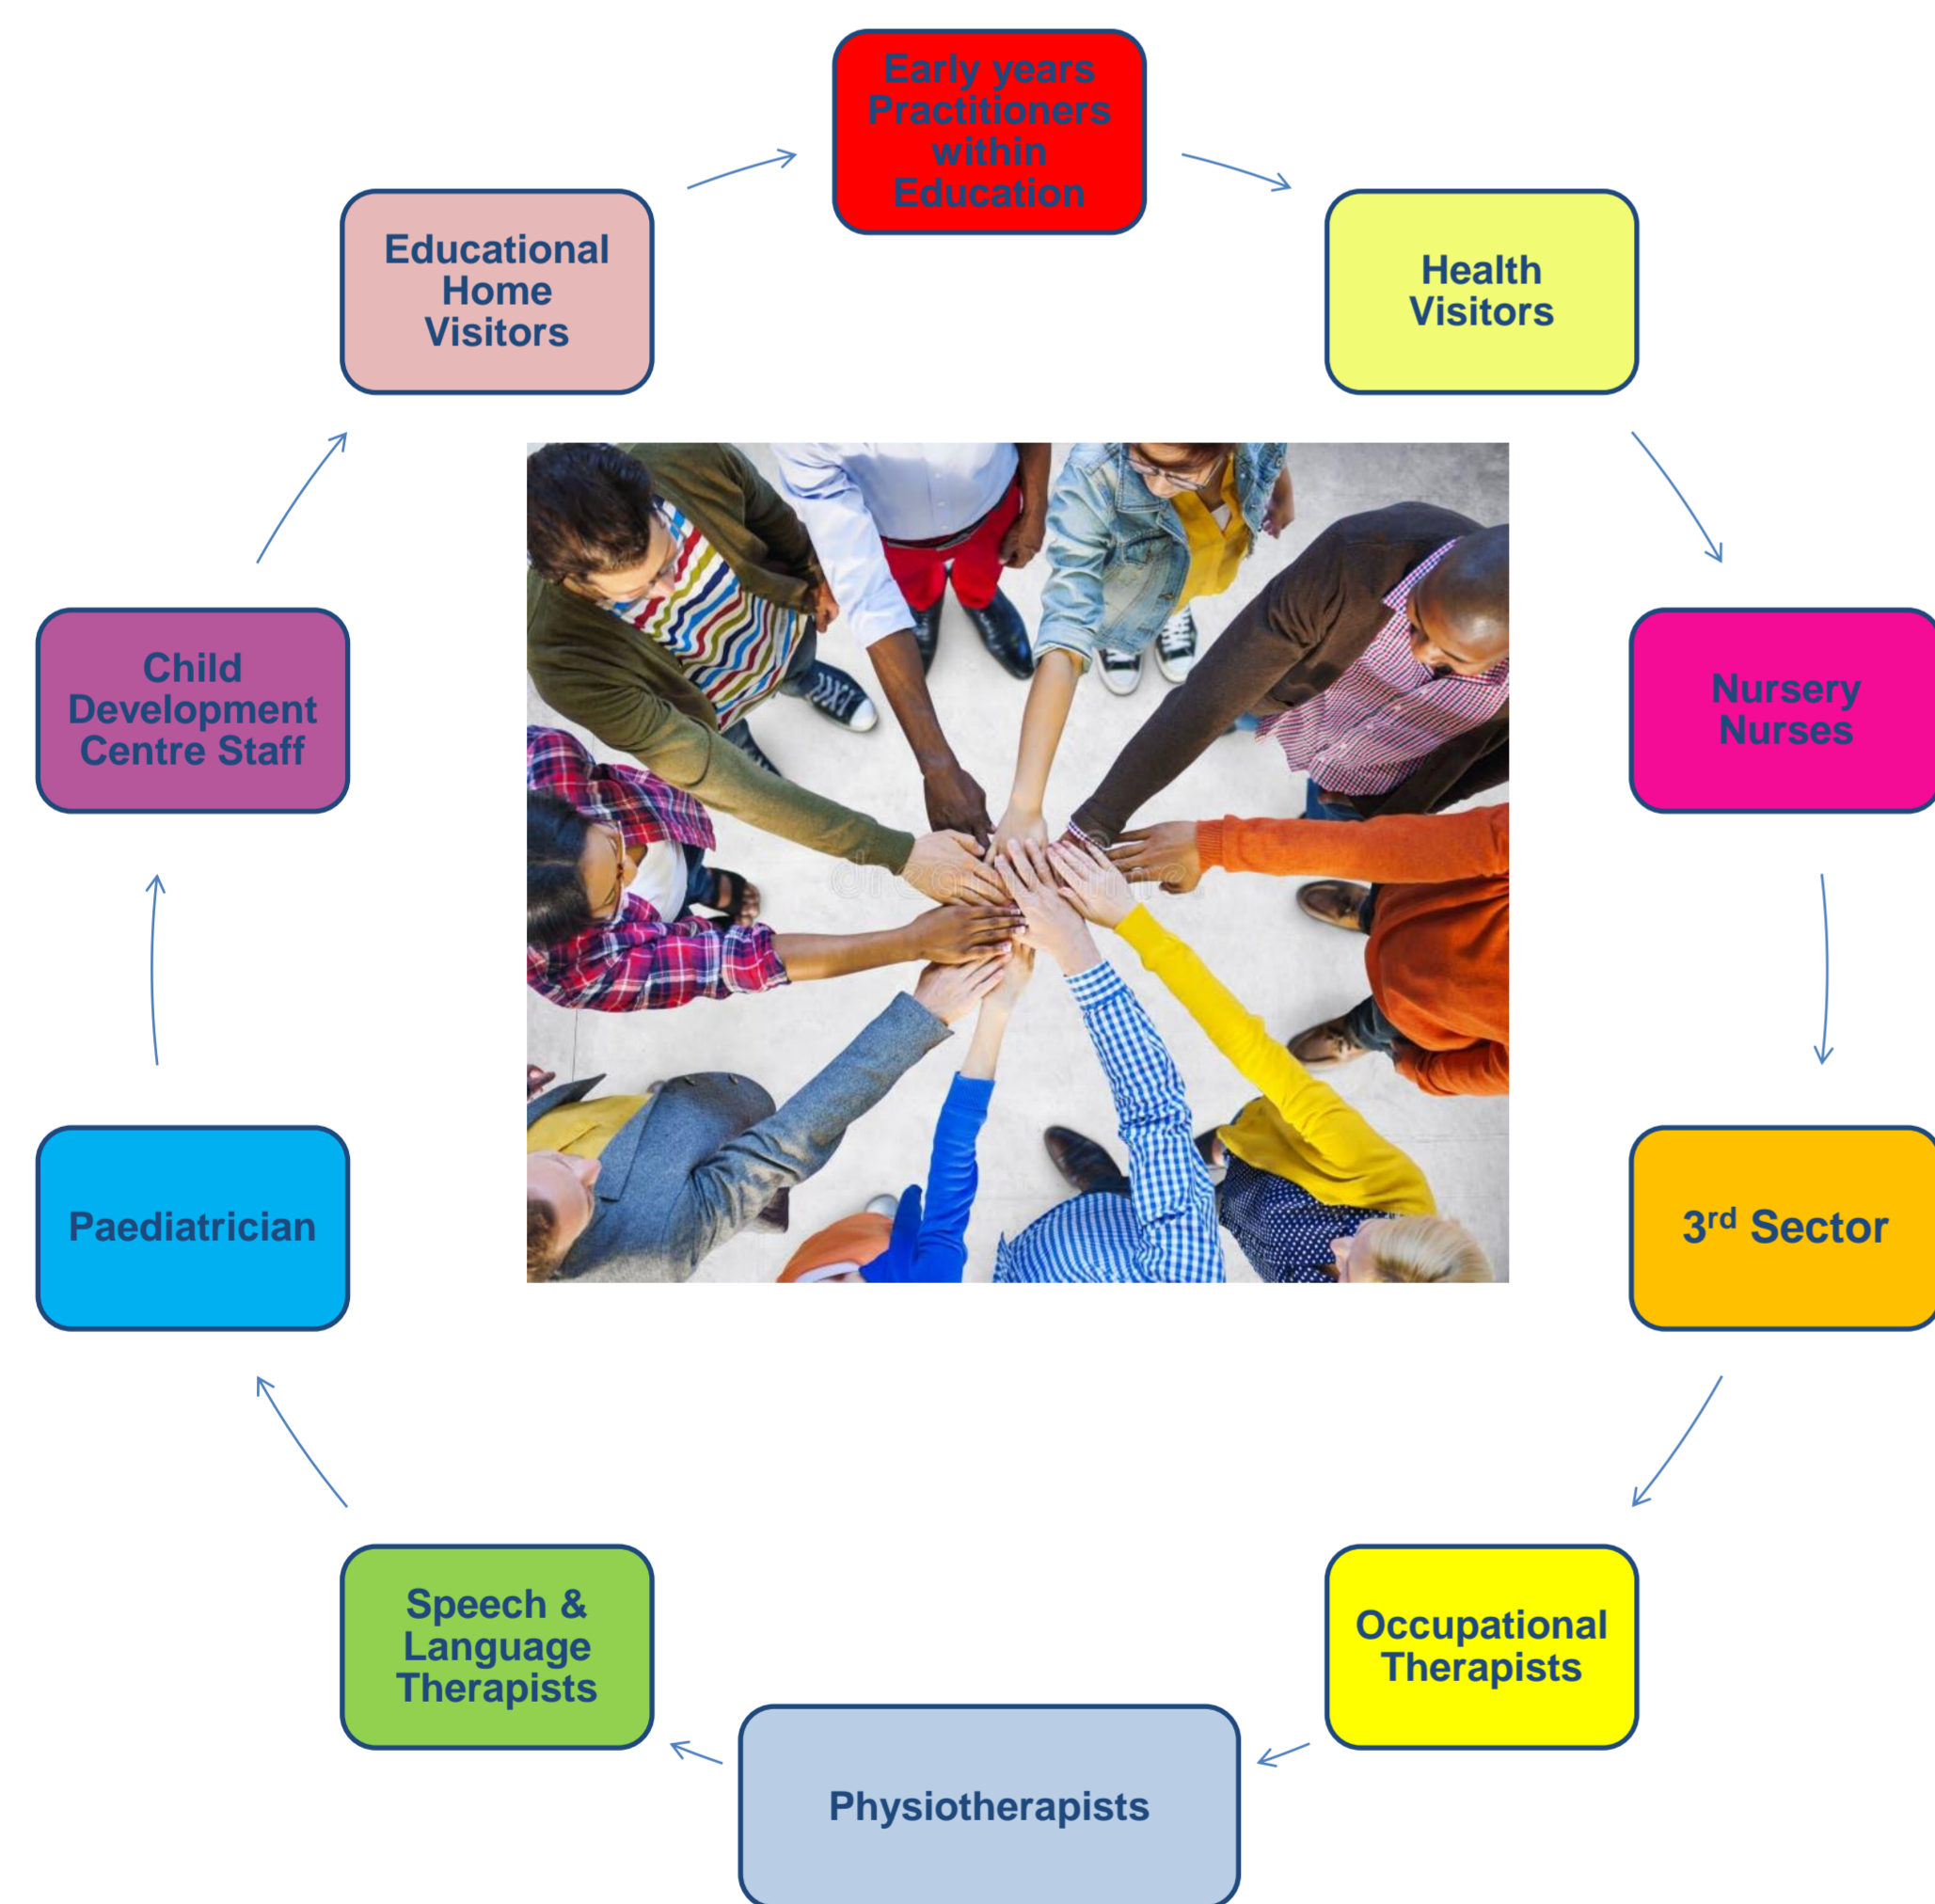 Early years
Practitioners
within
Education
Health
Visitors
Nursery
Nurses
3rd Sector
Occupational
Therapists
Physiotherapists
Speech &
Language
Therapists
Paediatrician
Child
Development
Centre Staff
Educational
Home
Visitors
dreamstime